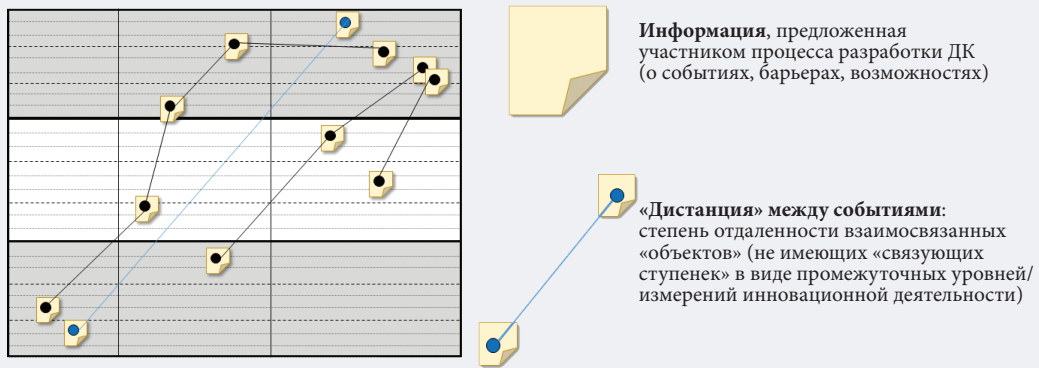 Информация, предложенная
участником процесса разработки ДК
(о событиях, барьерах, возможностях)
«Дистанция» между событиями:
степень отдаленности взаимосвязанных
«объектов» (не имеющих «связующих
ступенек» в виде промежуточных уровней/
измерений инновационной деятельности)